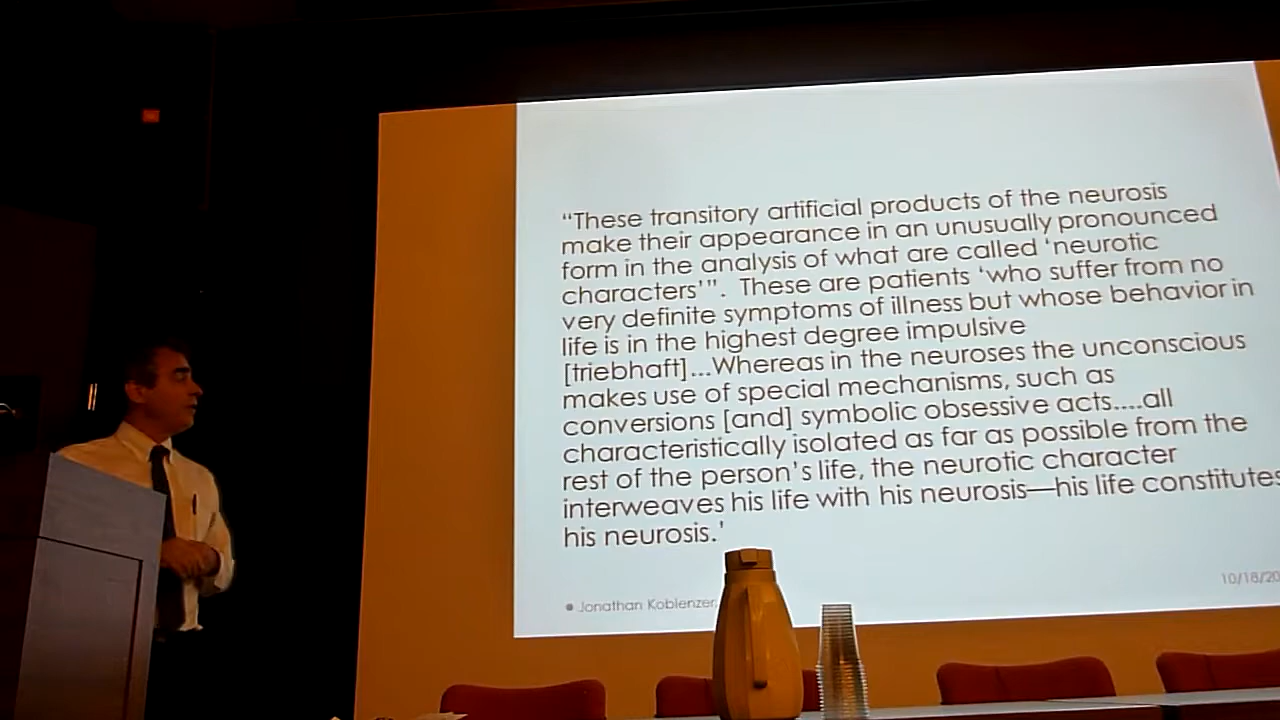 “These transitory artificial products of the neurosis
make their appearance in an unusually pronounced
form in the analysis of what are called ‘neurotic
characters’”.  These are patients ‘who suffer from no
very definite symptoms of illness but whose behavior in
life is in the highest degree impulsive
[triebhaft]...Whereas in the neuroses the unconscious
makes use of special mechanisms, such as
conversions [and] symbolic obsessive acts....all
characteristically isolated as far as possible from the
rest of the person’s life, the neurotic character
interweaves his life with his neurosis—his life constitutes
his neurosis.’
● Jonathan Koblenzer,
10/18/20